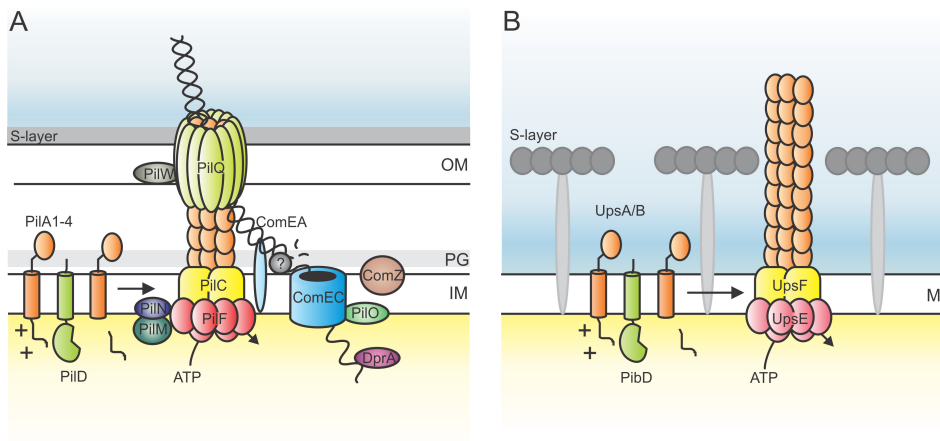 A
S-layer
OM
PilQ
PilW
PilA1-4
ComEA
PG
?
ComZ
PilC
IM
ComEC
PilN
PilO
PilF
PilM
+
+
DprA
PilD
ATP
B
S-layer
UpsA/B
UpsF
M
UpsE
+
+
PibD
ATP